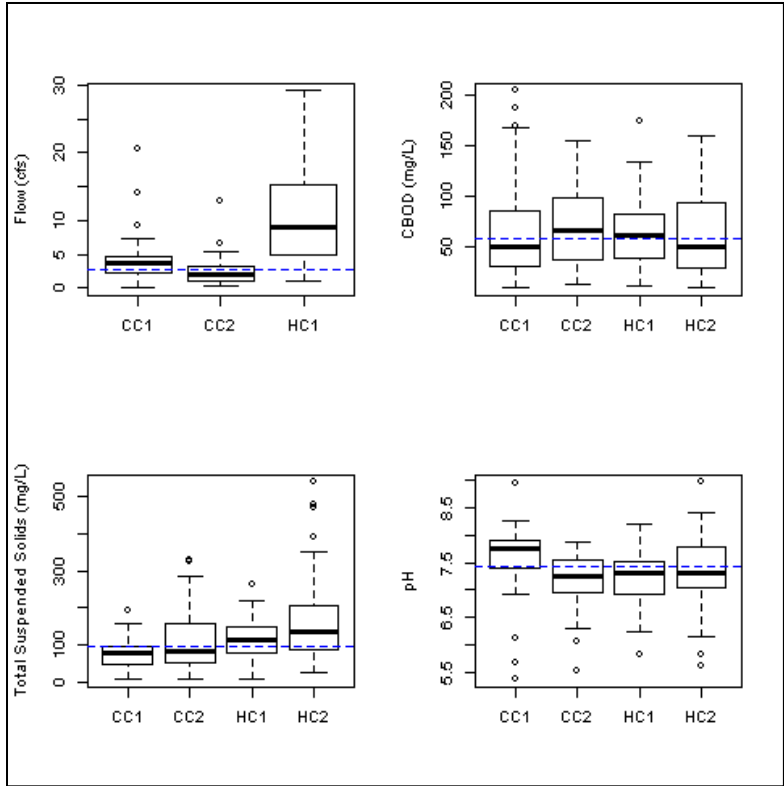 Flow (cfs)
30
20
10
5
0
CC1 CC2 HC1
CBOD (mg/L)
200
150
100
50
CC1 CC2 HC1 HC2
Total Suspended Solids (mg/L)
500
300
100
0
CC1 CC2 HC1 HC2
pH
8.5
7.5
6.5
5.5
CC1 CC2 HC1 HC2